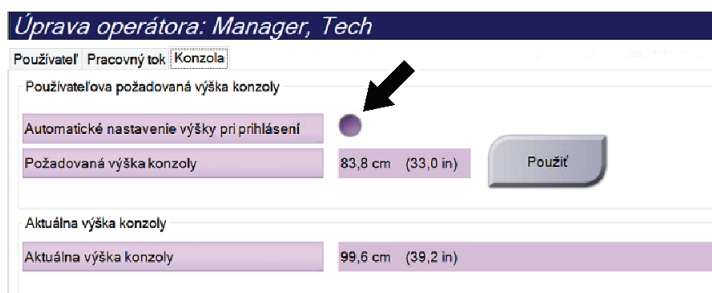 Úprava operátora: Manager, Tech
Používateľ Pracovný tok Konzola
Používateľova požadovaná výška konzoly
Automatické nastavenie výšky pri prihlásení
Požadovaná výška konzoly 83,8 cm (33,0 in) Použiť
Aktuálna výška konzoly
Aktuálna výška konzoly 99,6 cm (39,2 in)